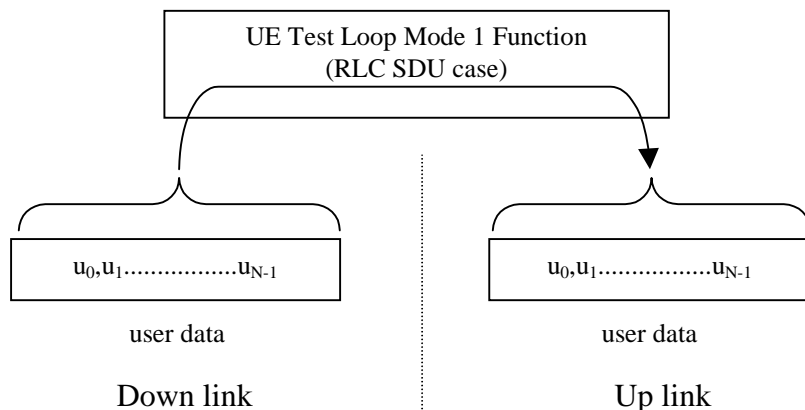 UE Test Loop Mode 1 Function
(RLC SDU case)
u0,u1..................uN-1
u0,u1..................uN-1
user data
user data
Down link
Up link